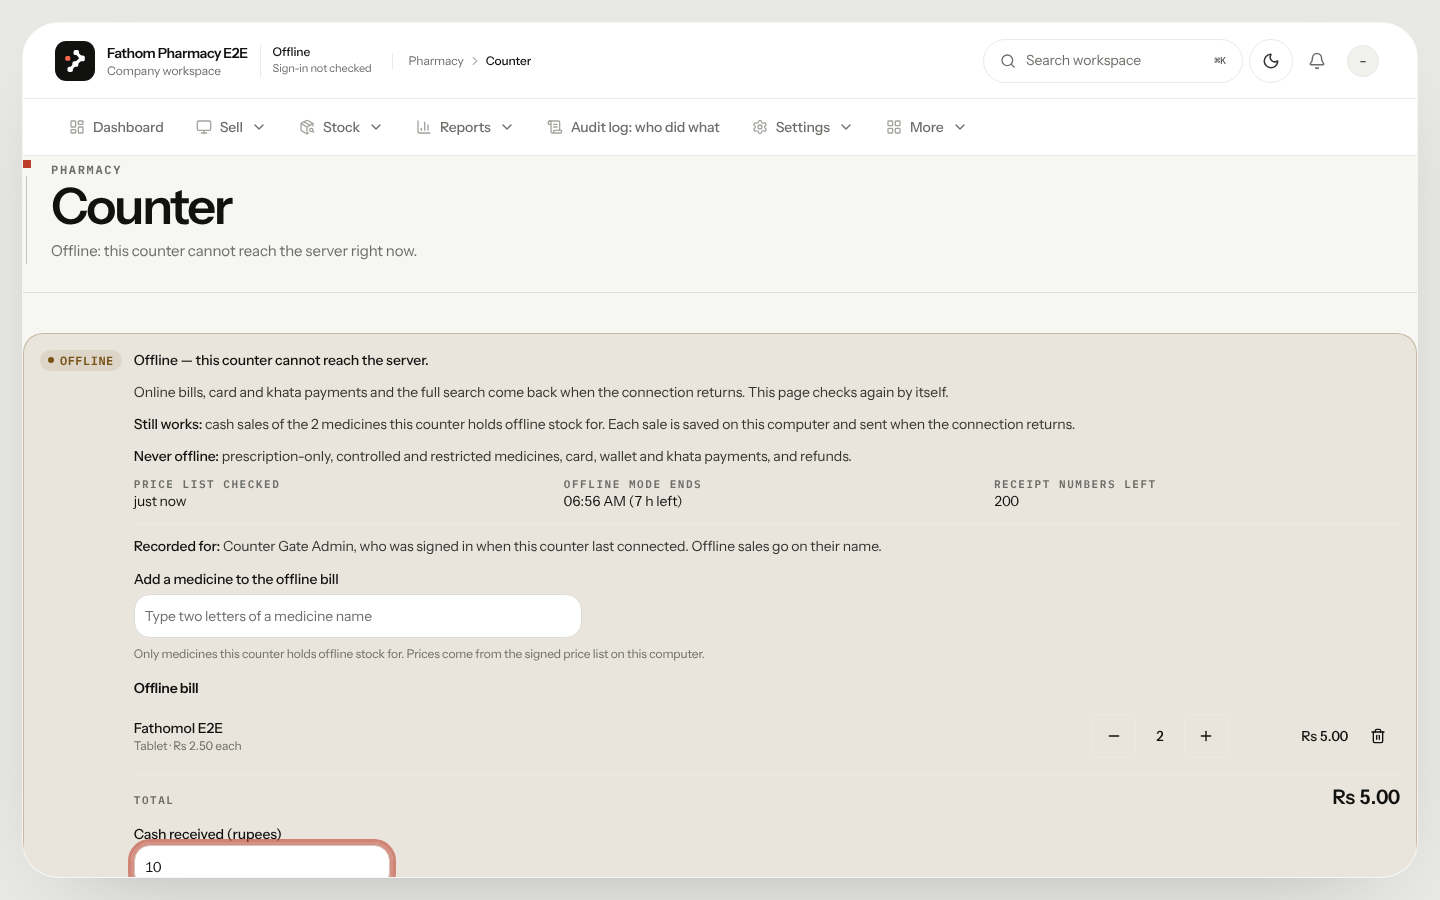 Fathom Pharmacy E2E
Company workspace
Offline
Sign-in not checked
Pharmacy > Counter
Search workspace
⌘K
-
Dashboard
Sell
Stock
Reports
Audit log: who did what
Settings
More
PHARMACY
Counter
Offline: this counter cannot reach the server right now.
OFFLINE
Offline — this counter cannot reach the server.
Online bills, card and khata payments and the full search come back when the connection returns. This page checks again by itself.
Still works: cash sales of the 2 medicines this counter holds offline stock for. Each sale is saved on this computer and sent when the connection returns.
Never offline: prescription-only, controlled and restricted medicines, card, wallet and khata payments, and refunds.
PRICE LIST CHECKED
just now
OFFLINE MODE ENDS
06:56 AM (7 h left)
RECEIPT NUMBERS LEFT
200
Recorded for: Counter Gate Admin, who was signed in when this counter last connected. Offline sales go on their name.
Add a medicine to the offline bill
Type two letters of a medicine name
Only medicines this counter holds offline stock for. Prices come from the signed price list on this computer.
Offline bill
Fathomol E2E
Tablet · Rs 2.50 each
− 2 +
Rs 5.00
TOTAL
Rs 5.00
Cash received (rupees)
10